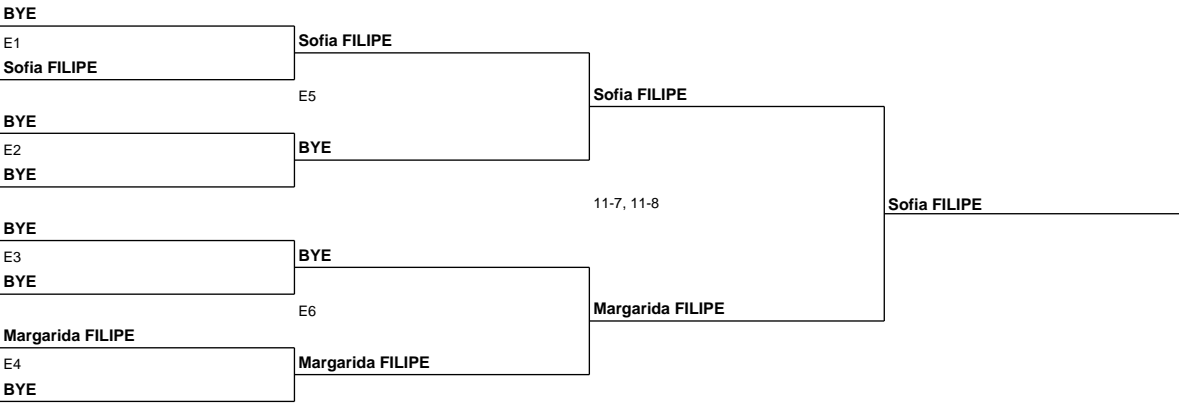 BYE
E1
Sofia FILIPE
Sofia FILIPE
E5
Sofia FILIPE
BYE
E2
BYE
BYE
11-7, 11-8
Sofia FILIPE
BYE
E3
BYE
BYE
E6
Margarida FILIPE
Margarida FILIPE
E4
BYE
Margarida FILIPE